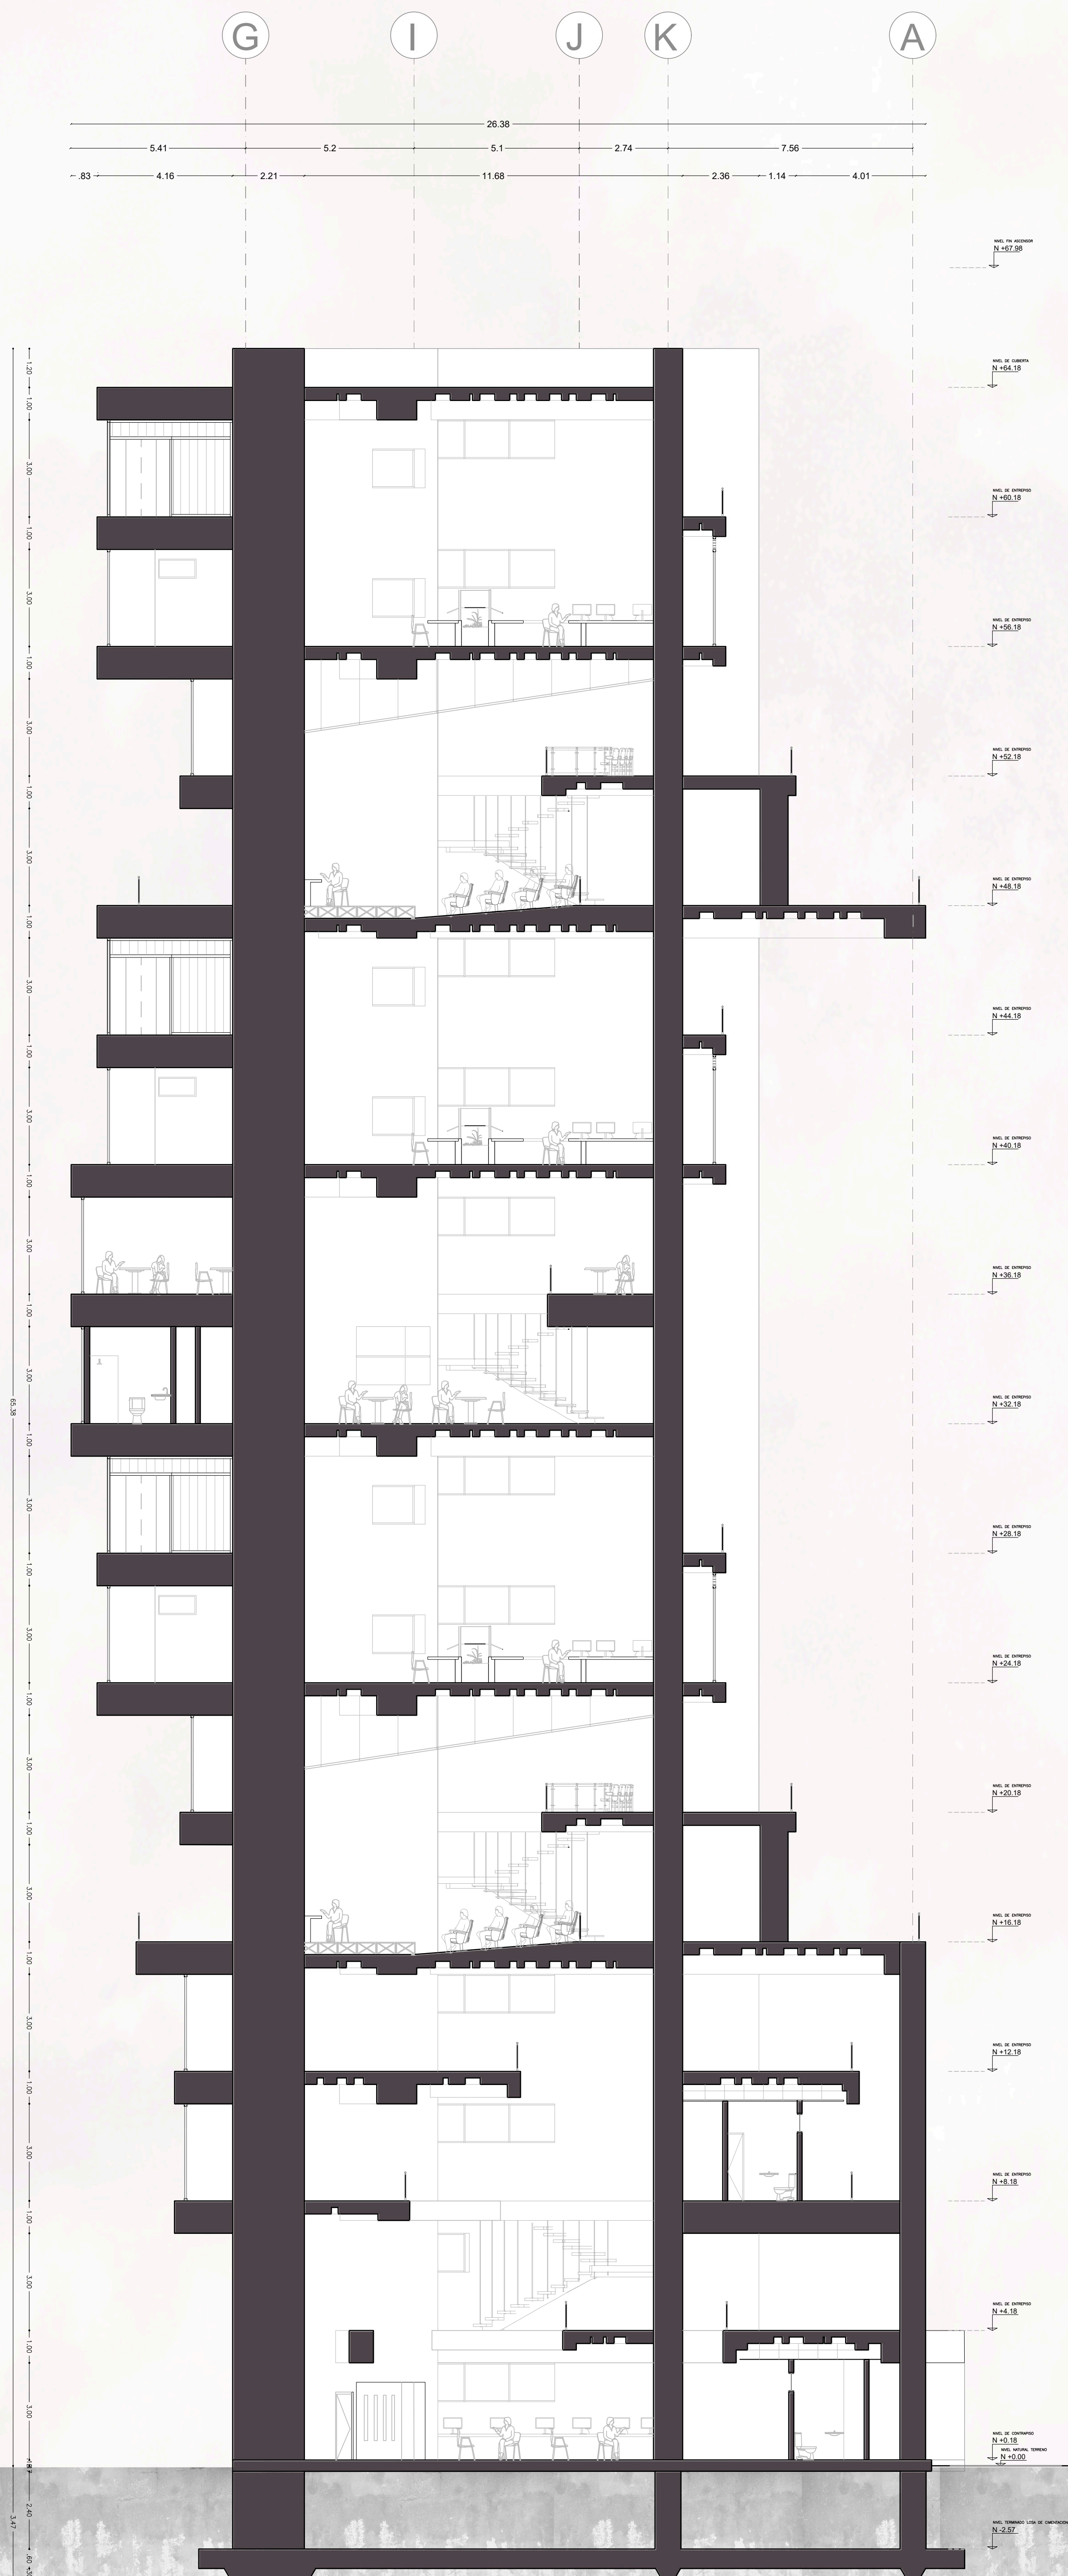 G I J K A
26.38
5.41 5.2 5.1 2.74 7.56
.83 4.16 2.21 11.68 2.36 1.14 4.01
NIVEL FIN ASCENSOR
N +67.98
NIVEL DE CUBIERTA
N +64.18
NIVEL DE ENTREPISO
N +60.18
NIVEL DE ENTREPISO
N +56.18
NIVEL DE ENTREPISO
N +52.18
NIVEL DE ENTREPISO
N +48.18
NIVEL DE ENTREPISO
N +44.18
NIVEL DE ENTREPISO
N +40.18
NIVEL DE ENTREPISO
N +36.18
NIVEL DE ENTREPISO
N +32.18
NIVEL DE ENTREPISO
N +28.18
NIVEL DE ENTREPISO
N +24.18
NIVEL DE ENTREPISO
N +20.18
NIVEL DE ENTREPISO
N +16.18
NIVEL DE ENTREPISO
N +12.18
NIVEL DE ENTREPISO
N +8.18
NIVEL DE ENTREPISO
N +4.18
NIVEL DE CONTRAPISO
N +0.18
NIVEL NATURAL TERRENO
N +0.00
NIVEL TERMINADO LOSA DE CIMENTACION
N -2.57
1.20
1.00
3.00
1.00
3.00
1.00
3.00
1.00
3.00
1.00
3.00
1.00
3.00
1.00
3.00
1.00
3.00
1.00
3.00
1.00
3.00
1.00
3.00
1.00
3.00
1.00
3.00
1.00
3.00
1.00
3.00
1.00
3.00
2.40
.60
65.38
3.47